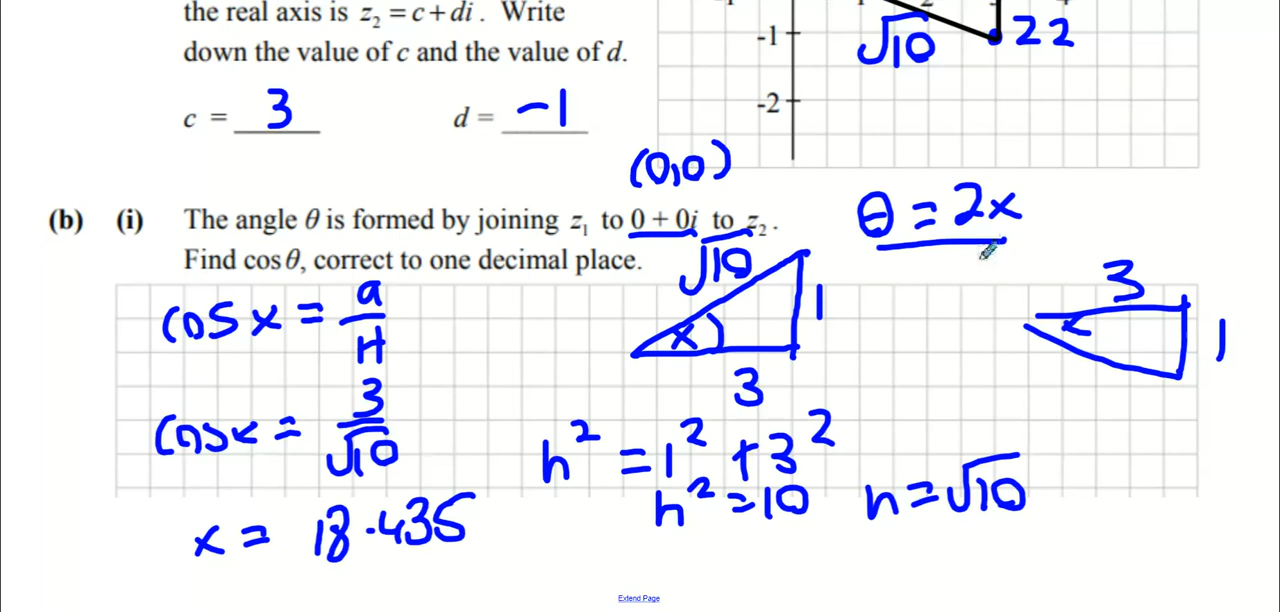 the real axis is z₂ = c + di. Write
down the value of c and the value of d.
-1
√10
22
-2
c = 3 d = -1
(0,0)
(b) (i) The angle θ is formed by joining z₁ to 0 + 0i to z₂.
θ = 2x
Find cos θ, correct to one decimal place.
√10
1
x
3
3
1
cos x = a/H
cos x = 3/√10
x = 18.435
h² = 1² + 3²
h² = 10 h = √10
Extend Page